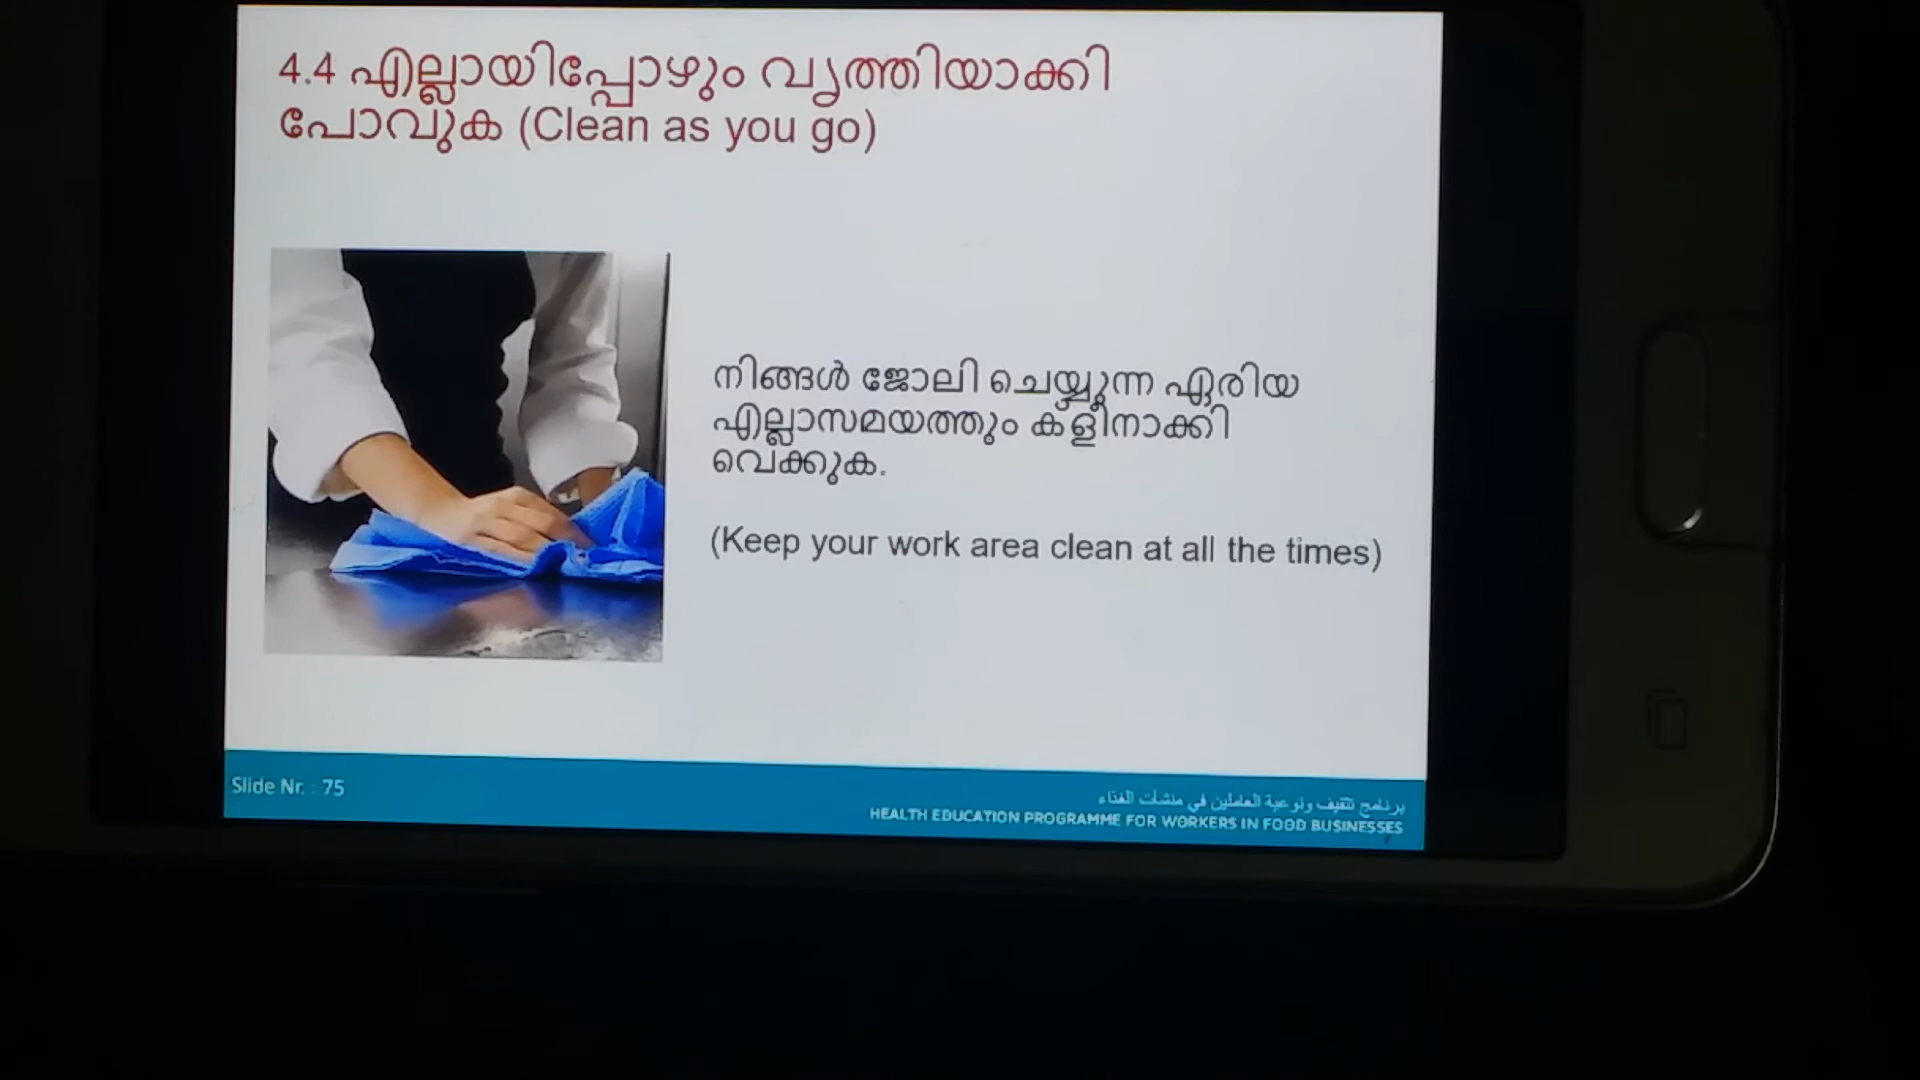 4.4 എല്ലായിപ്പോഴും വൃത്തിയാക്കി
പോവുക (Clean as you go)
നിങ്ങൾ ജോലി ചെയ്യുന്ന ഏരിയ
എല്ലാസമയത്തും ക്ളീനാക്കി
വെക്കുക.
(Keep your work area clean at all the times)
Slide Nr. : 75
برنامج تثقيف وتوعية العاملين في منشآت الغذاء
HEALTH EDUCATION PROGRAMME FOR WORKERS IN FOOD BUSINESSES